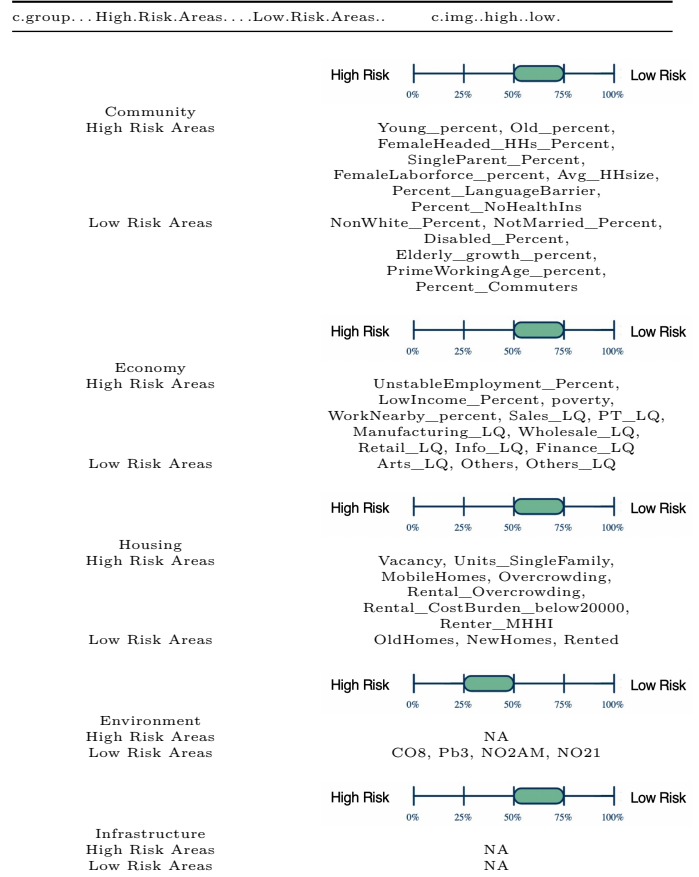 c.group...High.Risk.Areas....Low.Risk.Areas.. c.img..high..low.
High Risk Low Risk
0% 25% 50% 75% 100%
Community
High Risk Areas Young_percent, Old_percent,
FemaleHeaded_HHs_Percent,
SingleParent_Percent,
FemaleLaborforce_percent, Avg_HHsize,
Percent_LanguageBarrier,
Percent_NoHealthIns
Low Risk Areas NonWhite_Percent, NotMarried_Percent,
Disabled_Percent,
Elderly_growth_percent,
PrimeWorkingAge_percent,
Percent_Commuters
High Risk Low Risk
0% 25% 50% 75% 100%
Economy
High Risk Areas UnstableEmployment_Percent,
LowIncome_Percent, poverty,
WorkNearby_percent, Sales_LQ, PT_LQ,
Manufacturing_LQ, Wholesale_LQ,
Retail_LQ, Info_LQ, Finance_LQ
Low Risk Areas Arts_LQ, Others, Others_LQ
High Risk Low Risk
0% 25% 50% 75% 100%
Housing
High Risk Areas Vacancy, Units_SingleFamily,
MobileHomes, Overcrowding,
Rental_Overcrowding,
Rental_CostBurden_below20000,
Renter_MHHI
Low Risk Areas OldHomes, NewHomes, Rented
High Risk Low Risk
0% 25% 50% 75% 100%
Environment
High Risk Areas NA
Low Risk Areas CO8, Pb3, NO2AM, NO21
High Risk Low Risk
0% 25% 50% 75% 100%
Infrastructure
High Risk Areas NA
Low Risk Areas NA